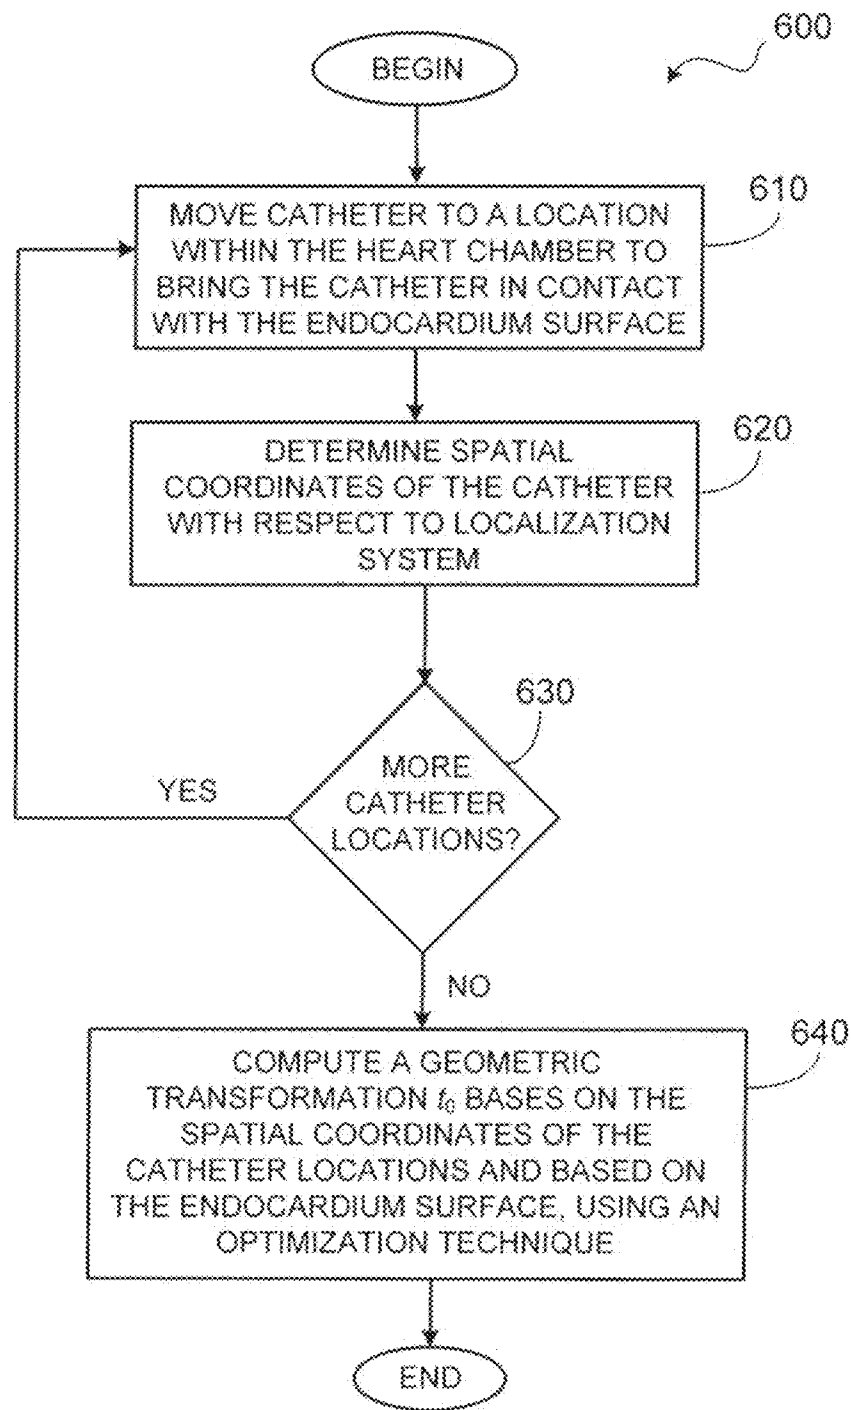 600
BEGIN
610
MOVE CATHETER TO A LOCATION
WITHIN THE HEART CHAMBER TO
BRING THE CATHETER IN CONTACT
WITH THE ENDOCARDIUM SURFACE
620
DETERMINE SPATIAL
COORDINATES OF THE CATHETER
WITH RESPECT TO LOCALIZATION
SYSTEM
630
MORE
CATHETER
LOCATIONS?
YES
NO
640
COMPUTE A GEOMETRIC
TRANSFORMATION t₀ BASES ON THE
SPATIAL COORDINATES OF THE
CATHETER LOCATIONS AND BASED ON
THE ENDOCARDIUM SURFACE, USING AN
OPTIMIZATION TECHNIQUE
END